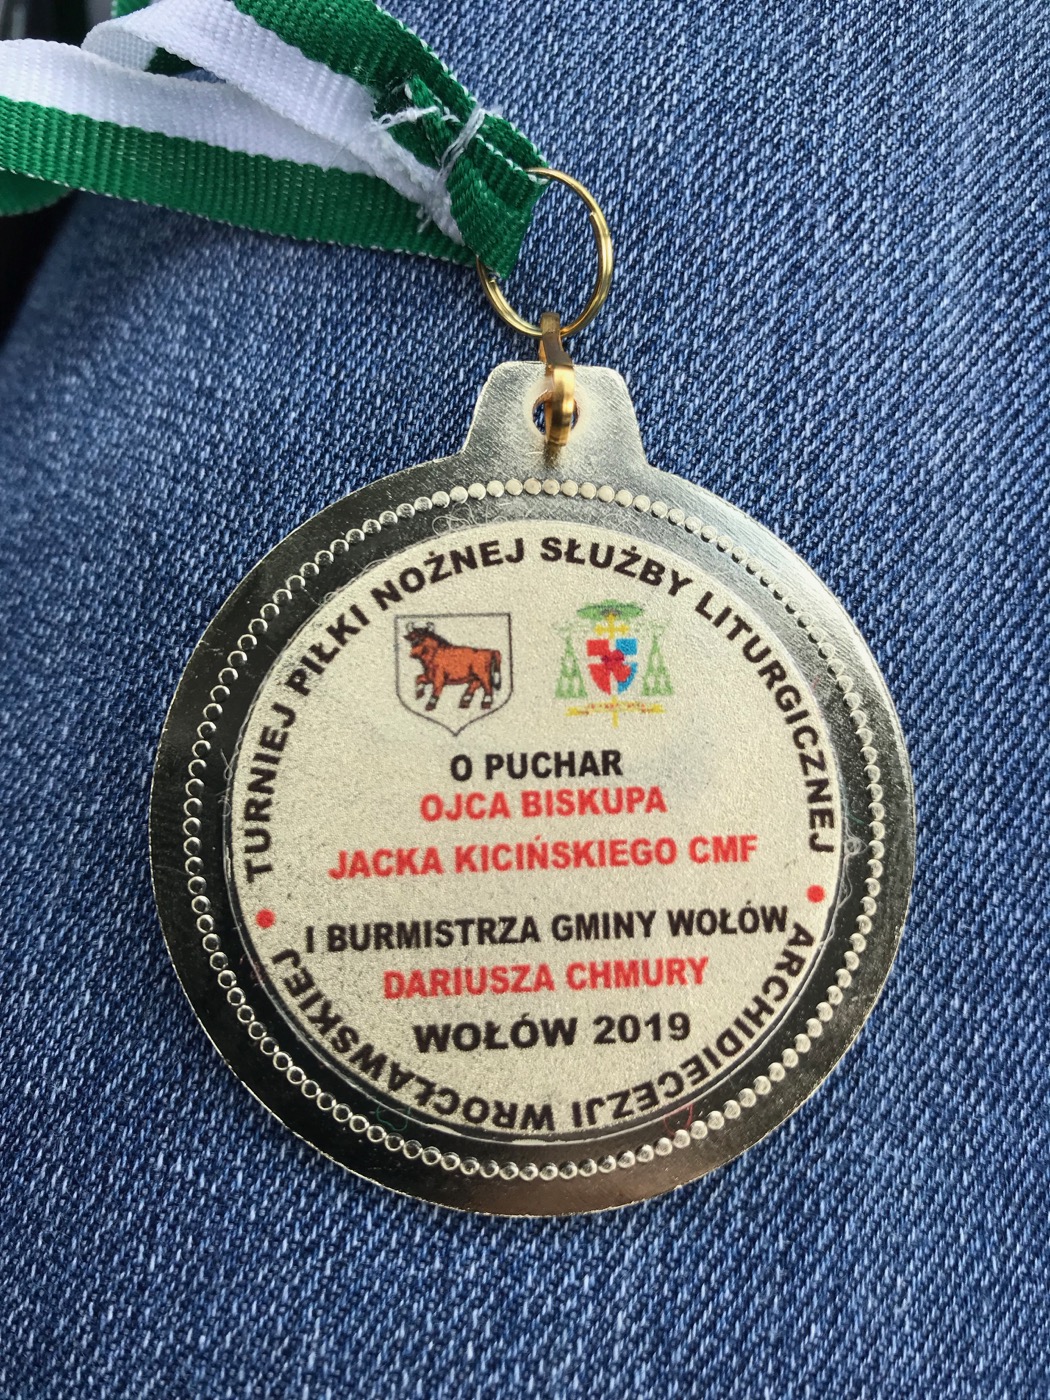 TURNIEJ PIŁKI NOŻNEJ SŁUŻBY LITURGICZNEJ
O PUCHAR
OJCA BISKUPA
JACKA KICIŃSKIEGO CMF
I BURMISTRZA GMINY WOŁÓW
DARIUSZA CHMURY
WOŁÓW 2019
ARCHIDIECEZJI WROCŁAWSKIEJ